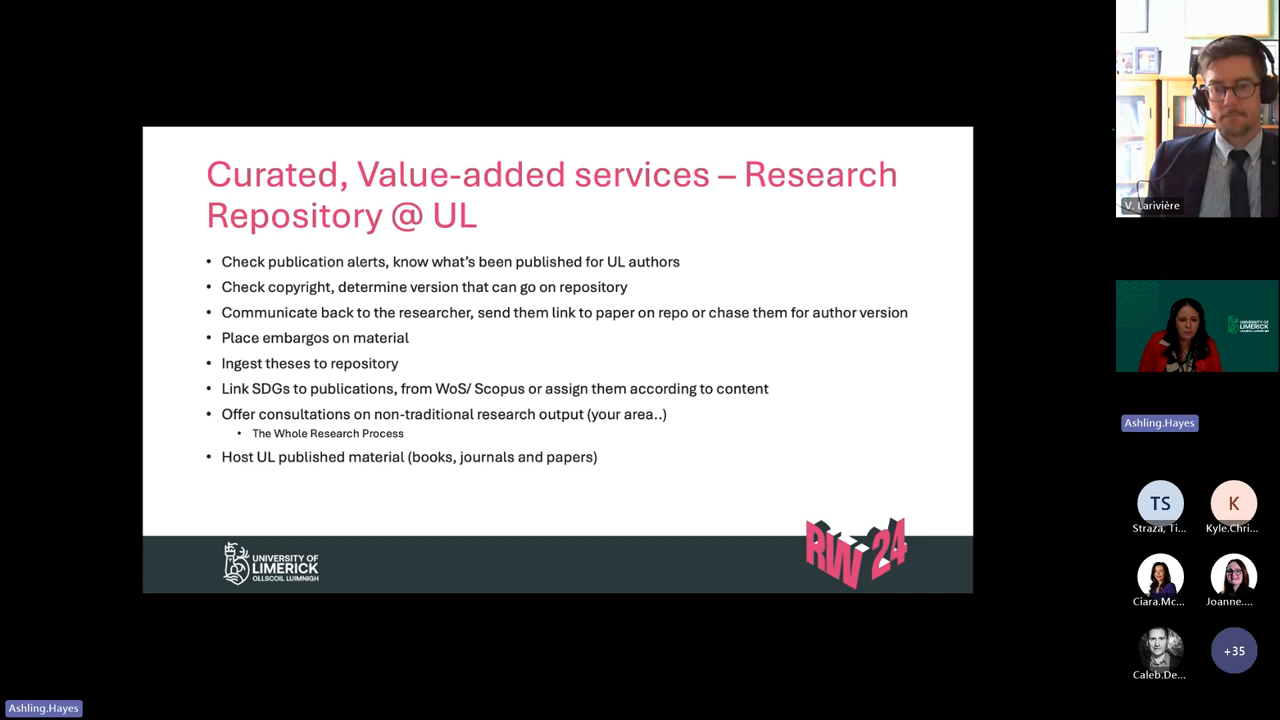 Curated, Value-added services – Research
Repository @ UL
• Check publication alerts, know what's been published for UL authors
• Check copyright, determine version that can go on repository
• Communicate back to the researcher, send them link to paper on repo or chase them for author version
• Place embargos on material
• Ingest theses to repository
• Link SDGs to publications, from WoS/ Scopus or assign them according to content
• Offer consultations on non-traditional research output (your area..)
• The Whole Research Process
• Host UL published material (books, journals and papers)
UNIVERSITY OF
LIMERICK
OLLSCOIL LUIMNIGH
RW 24
V. Larivière
UNIVERSITY OF
LIMERICK
Ashling.Hayes
TS
K
Straza, Ti...
Kyle.Chri...
Ciara.Mc...
Joanne....
Caleb.De...
+35
Ashling.Hayes